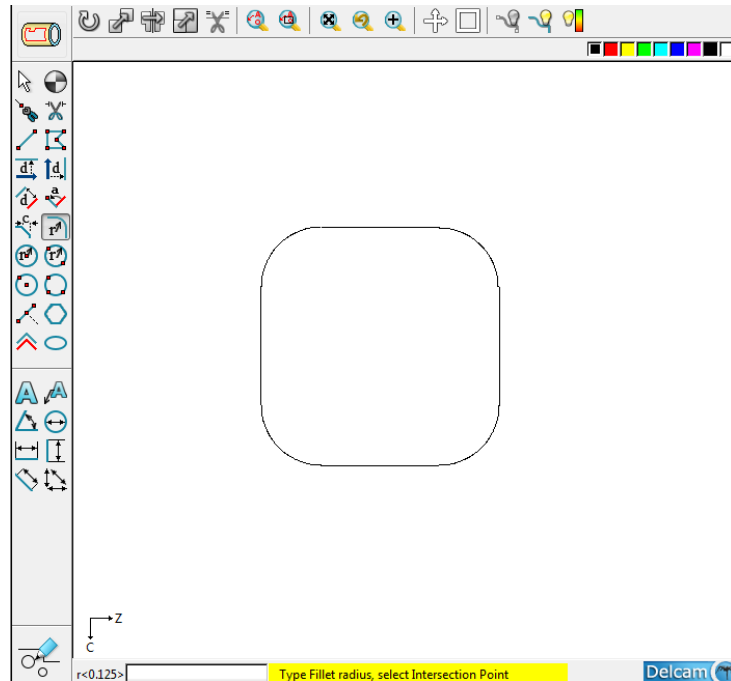 d d
d a
c r
r r
A A
Z
C
r<0.125> Type Fillet radius, select Intersection Point Delcam